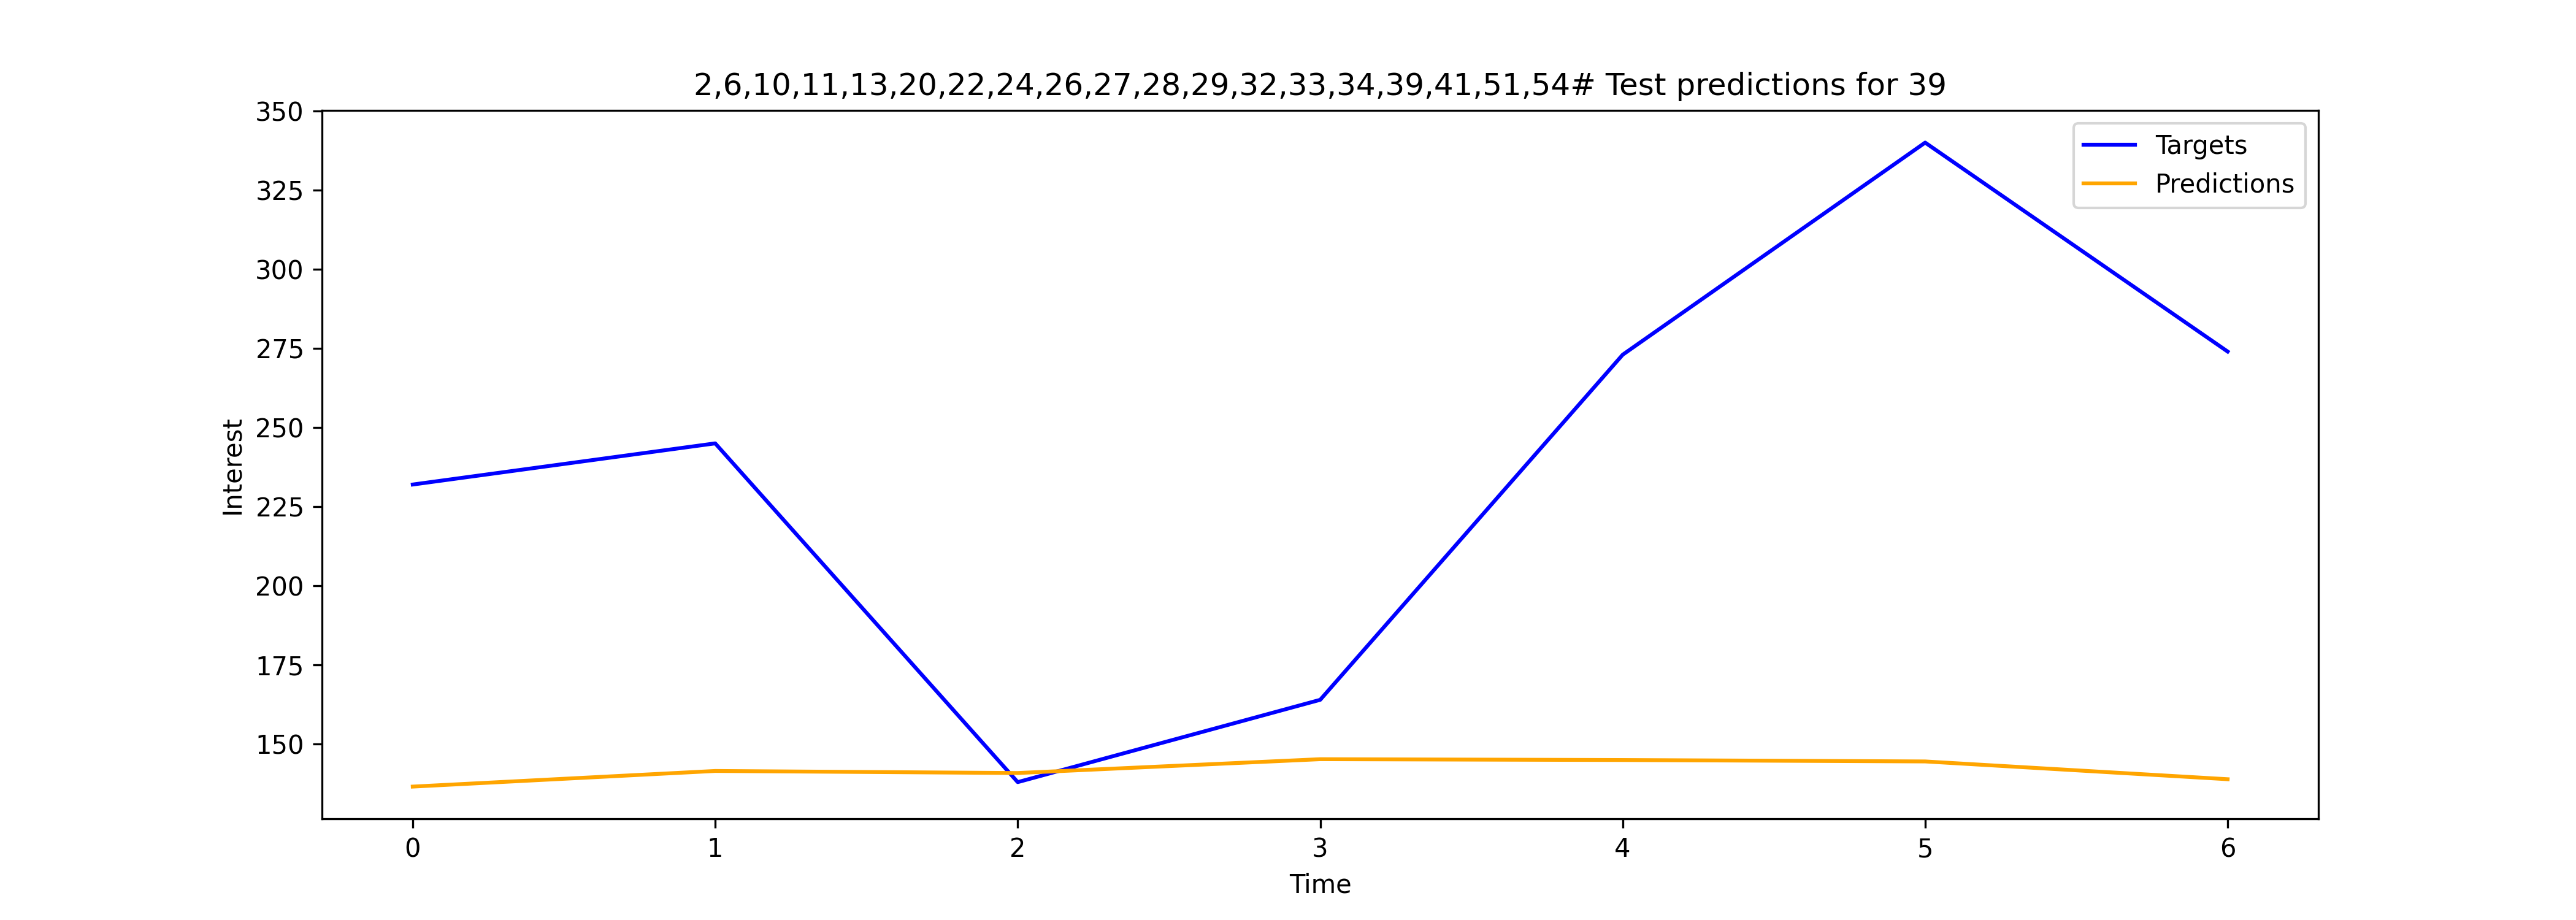 2,6,10,11,13,20,22,24,26,27,28,29,32,33,34,39,41,51,54# Test predictions for 39
350
325
300
275
250
225
200
175
150
Interest
Targets
Predictions
0 1 2 3 4 5 6
Time